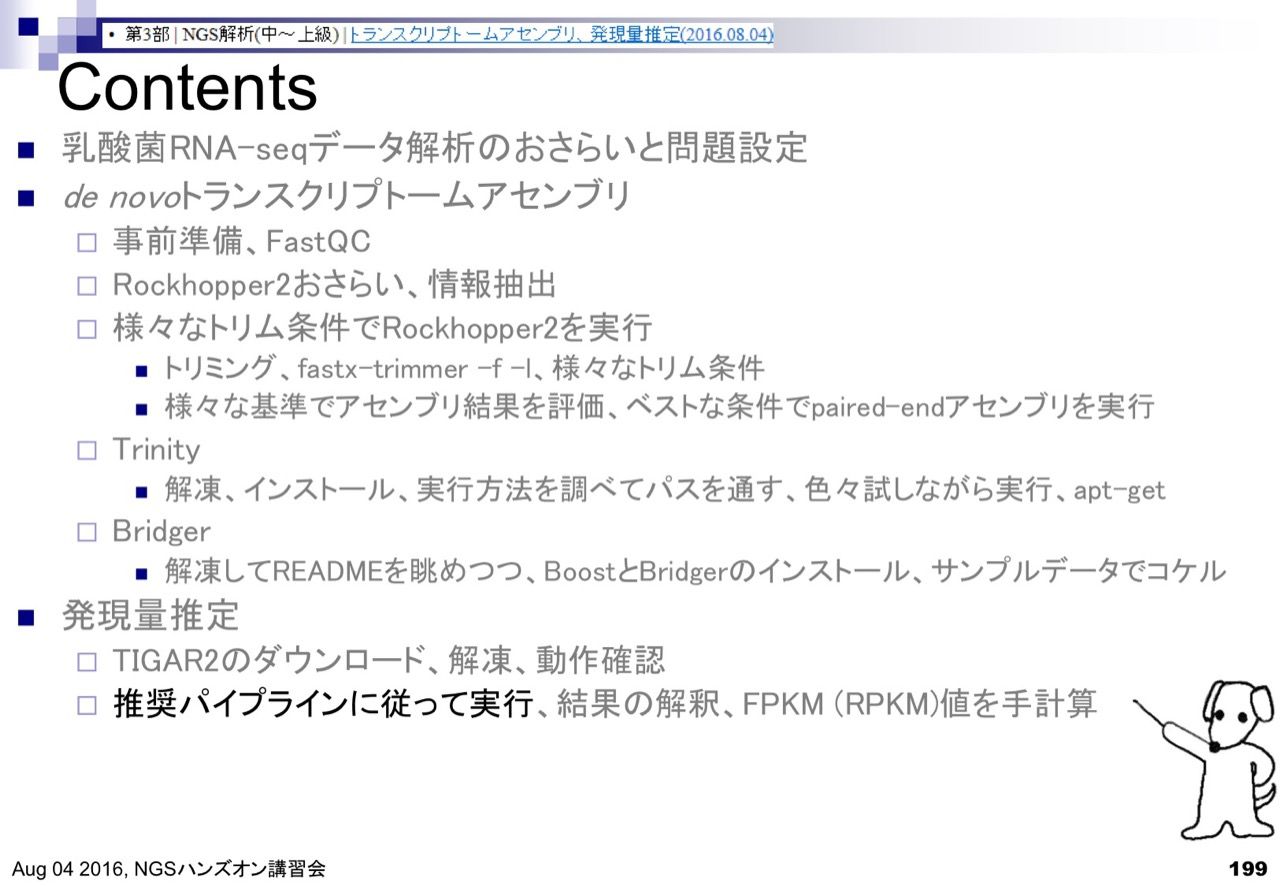 • 第3部 | NGS解析(中～上級) | トランスクリプトームアセンブリ、発現量推定(2016.08.04)
Contents
乳酸菌RNA-seqデータ解析のおさらいと問題設定
de novoトランスクリプトームアセンブリ
事前準備、FastQC
Rockhopper2おさらい、情報抽出
様々なトリム条件でRockhopper2を実行
トリミング、fastx-trimmer -f -l、様々なトリム条件
様々な基準でアセンブリ結果を評価、ベストな条件でpaired-endアセンブリを実行
Trinity
解凍、インストール、実行方法を調べてパスを通す、色々試しながら実行、apt-get
Bridger
解凍してREADMEを眺めつつ、BoostとBridgerのインストール、サンプルデータでコケル
発現量推定
TIGAR2のダウンロード、解凍、動作確認
推奨パイプラインに従って実行、結果の解釈、FPKM (RPKM)値を手計算
Aug 04 2016, NGSハンズオン講習会
199